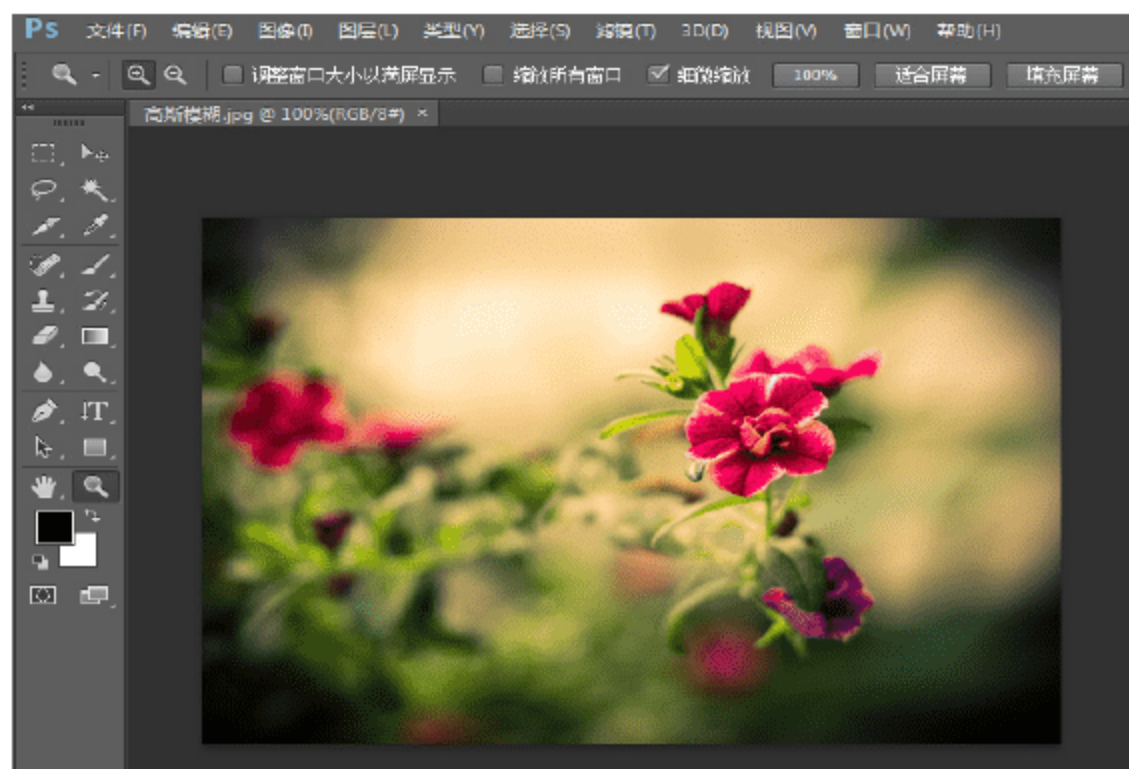 Ps 文件(F) 编辑(E) 图像(I) 图层(L) 类型(Y) 选择(S) 滤镜(T) 3D(D) 视图(V) 窗口(W) 帮助(H)
调整窗口大小以满屏显示 缩放所有窗口 细微缩放 100% 适合屏幕 填充屏幕
高斯模糊.jpg @ 100%(RGB/8#) ×